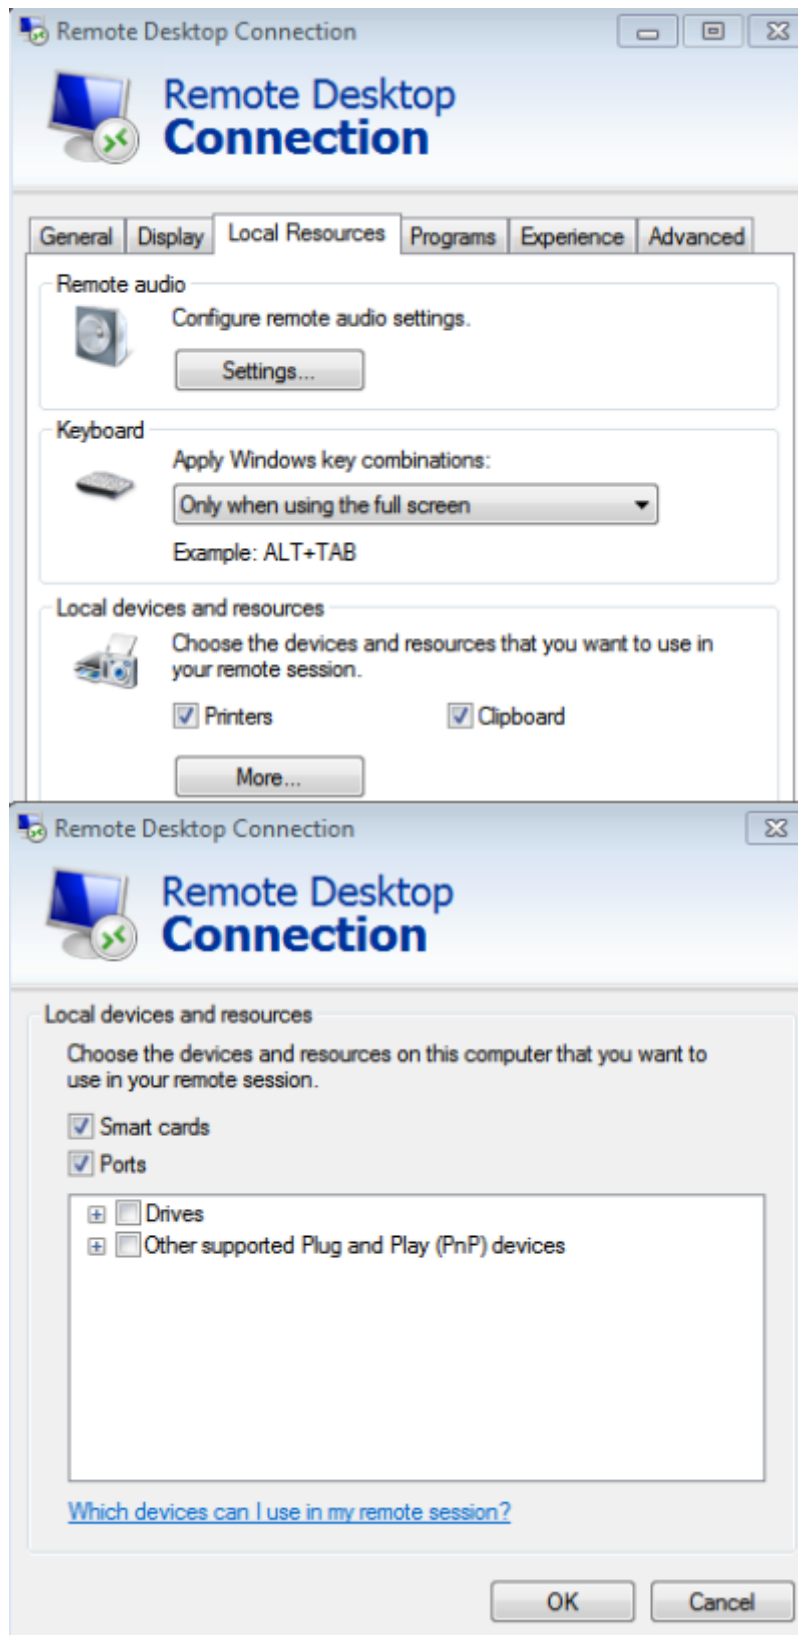 Remote Desktop Connection
Remote Desktop
Connection
General Display Local Resources Programs Experience Advanced
Remote audio
Configure remote audio settings.
Settings...
Keyboard
Apply Windows key combinations:
Only when using the full screen
Example: ALT+TAB
Local devices and resources
Choose the devices and resources that you want to use in
your remote session.
Printers Clipboard
More...
Remote Desktop Connection
Remote Desktop
Connection
Local devices and resources
Choose the devices and resources on this computer that you want to
use in your remote session.
Smart cards
Ports
Drives
Other supported Plug and Play (PnP) devices
Which devices can I use in my remote session?
OK Cancel